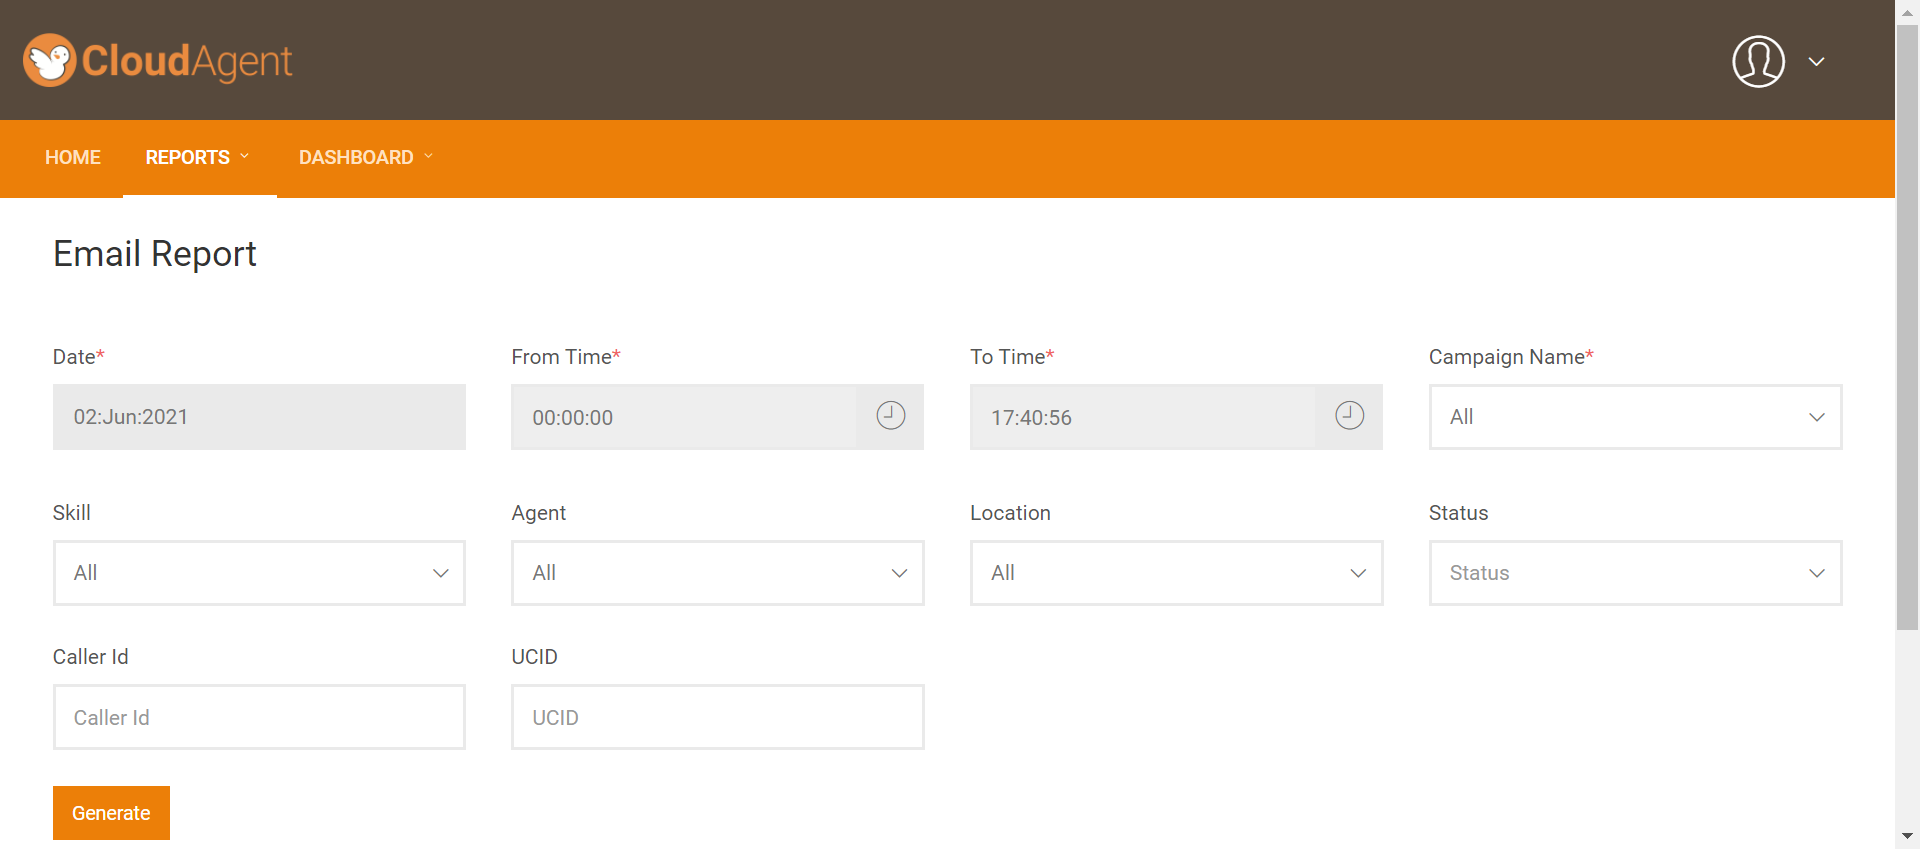 CloudAgent
HOME REPORTS DASHBOARD
Email Report
Date* From Time* To Time* Campaign Name*
02:Jun:2021 00:00:00 17:40:56 All
Skill Agent Location Status
All All All Status
Caller Id UCID
Caller Id UCID
Generate